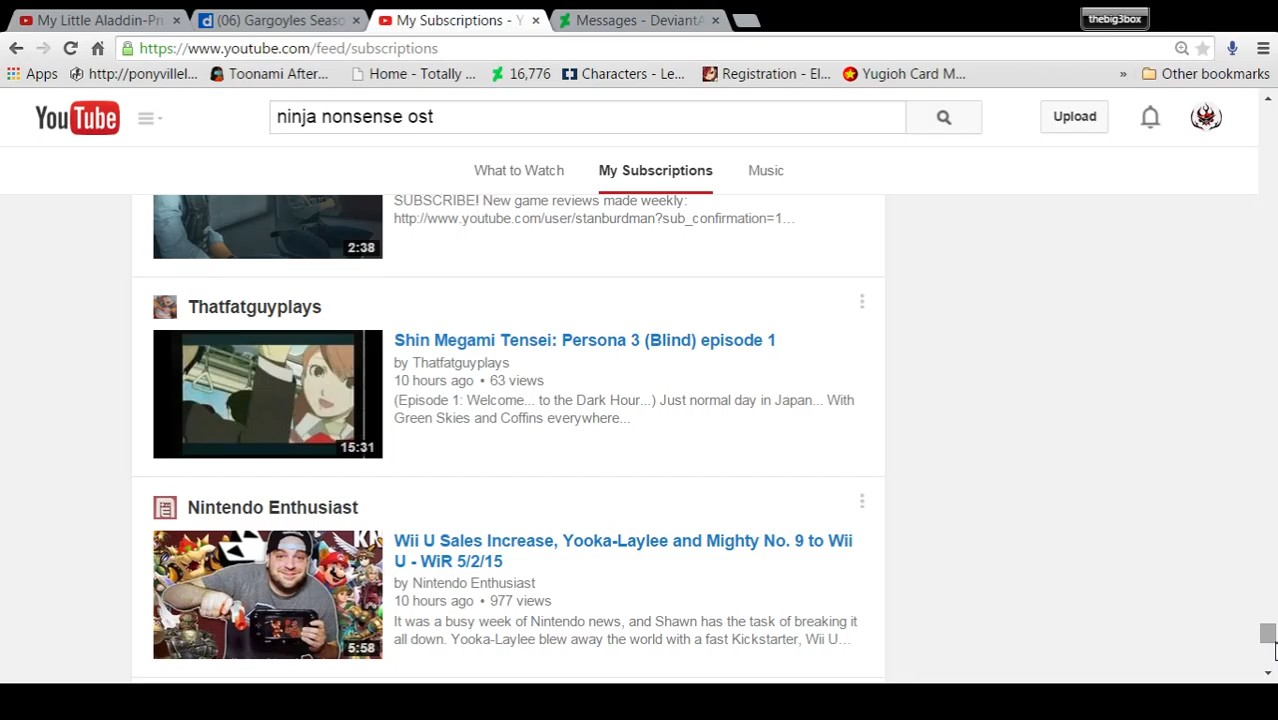 My Little Aladdin-Pri
(06) Gargoyles Seaso
My Subscriptions - Y
Messages - DeviantA
thebig3box
https://www.youtube.com/feed/subscriptions
Apps
http://ponyvillel...
Toonami After...
Home - Totally ...
16,776
Characters - Le...
Registration - El...
Yugioh Card M...
» Other bookmarks
YouTube
ninja nonsense ost
Upload
What to Watch
My Subscriptions
Music
SUBSCRIBE! New game reviews made weekly:
http://www.youtube.com/user/stanburdman?sub_confirmation=1...
2:38
Thatfatguyplays
Shin Megami Tensei: Persona 3 (Blind) episode 1
by Thatfatguyplays
10 hours ago • 63 views
(Episode 1: Welcome... to the Dark Hour...) Just normal day in Japan... With
Green Skies and Coffins everywhere...
15:31
Nintendo Enthusiast
Wii U Sales Increase, Yooka-Laylee and Mighty No. 9 to Wii
U - WiR 5/2/15
by Nintendo Enthusiast
10 hours ago • 977 views
It was a busy week of Nintendo news, and Shawn has the task of breaking it
all down. Yooka-Laylee blew away the world with a fast Kickstarter, Wii U...
5:58